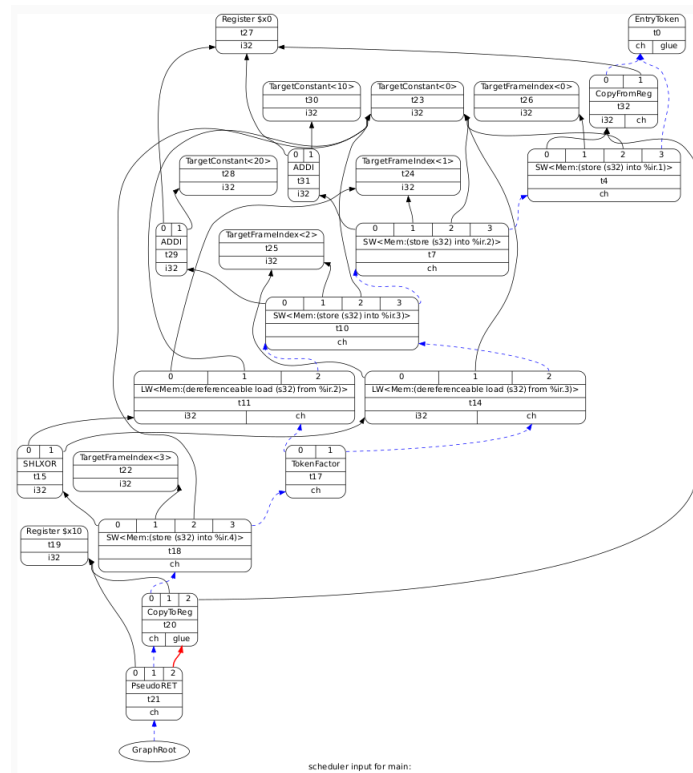 Register $x0
t27
i32
EntryToken
t0
ch glue
TargetConstant<10>
t30
i32
TargetConstant<0>
t23
i32
TargetFrameIndex<0>
t26
i32
0 1
CopyFromReg
t32
i32 ch
TargetConstant<20>
t28
i32
0 1
ADDI
t31
i32
TargetFrameIndex<1>
t24
i32
0 1 2 3
SW<Mem:(store (s32) into %ir.1)>
t4
ch
0 1
ADDI
t29
i32
TargetFrameIndex<2>
t25
i32
0 1 2 3
SW<Mem:(store (s32) into %ir.2)>
t7
ch
0 1 2 3
SW<Mem:(store (s32) into %ir.3)>
t10
ch
0 1 2
LW<Mem:(dereferenceable load (s32) from %ir.2)>
t11
i32 ch
0 1 2
LW<Mem:(dereferenceable load (s32) from %ir.3)>
t14
i32 ch
0 1
SHLXOR
t15
i32
TargetFrameIndex<3>
t22
i32
0 1
TokenFactor
t17
ch
Register $x10
t19
i32
0 1 2 3
SW<Mem:(store (s32) into %ir.4)>
t18
ch
0 1 2
CopyToReg
t20
ch glue
0 1 2
PseudoRET
t21
ch
GraphRoot
scheduler input for main: